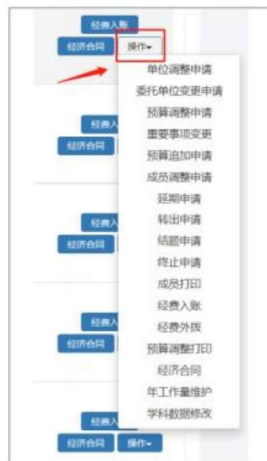 经费入账
经济合同 操作
单位调整申请
委托单位变更申请
预算调整申请
重要事项变更
预算追加申请
成员调整申请
延期申请
转出申请
结题申请
终止申请
成员打印
经费入账
经费外拨
预算调整打印
经济合同
年工作量维护
学科数据修改
经费入
经济合同
经费入
经济合同
经费入
经济合同
经费入
经济合同 操作